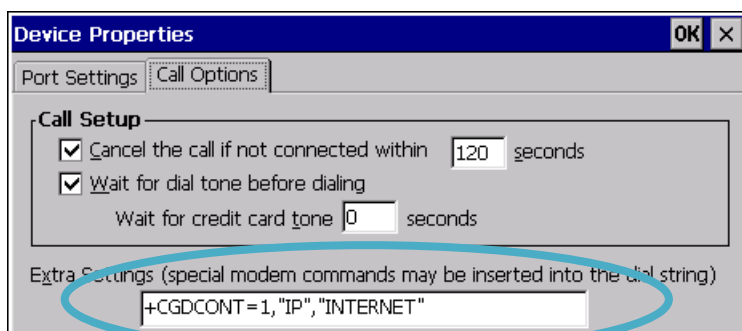 Device Properties OK ×
Port Settings Call Options
Call Setup
Cancel the call if not connected within 120 seconds
Wait for dial tone before dialing
Wait for credit card tone 0 seconds
Extra Settings (special modem commands may be inserted into the dial string)
+CGDCONT=1,"IP","INTERNET"